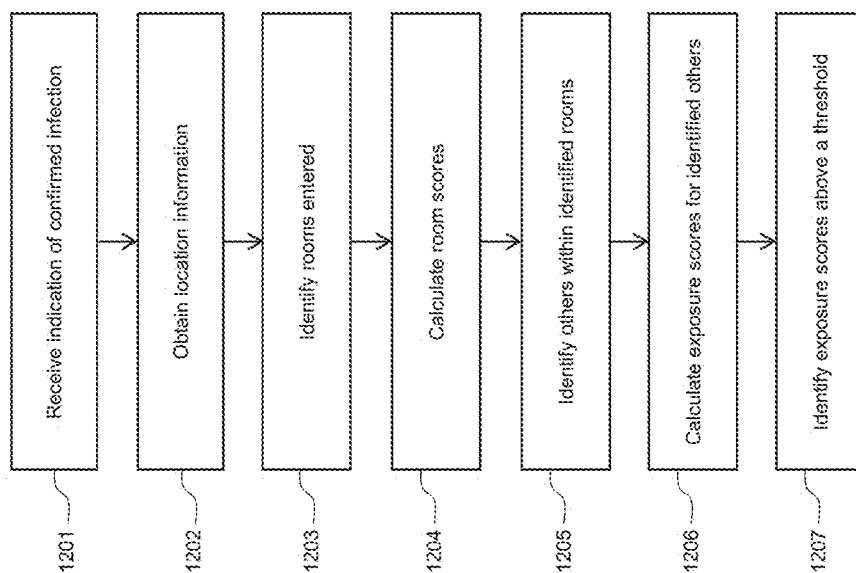 1201
Receive indication of confirmed infection
1202
Obtain location information
1203
Identify rooms entered
1204
Calculate room scores
1205
Identify others within identified rooms
1206
Calculate exposure scores for identified others
1207
Identify exposure scores above a threshold